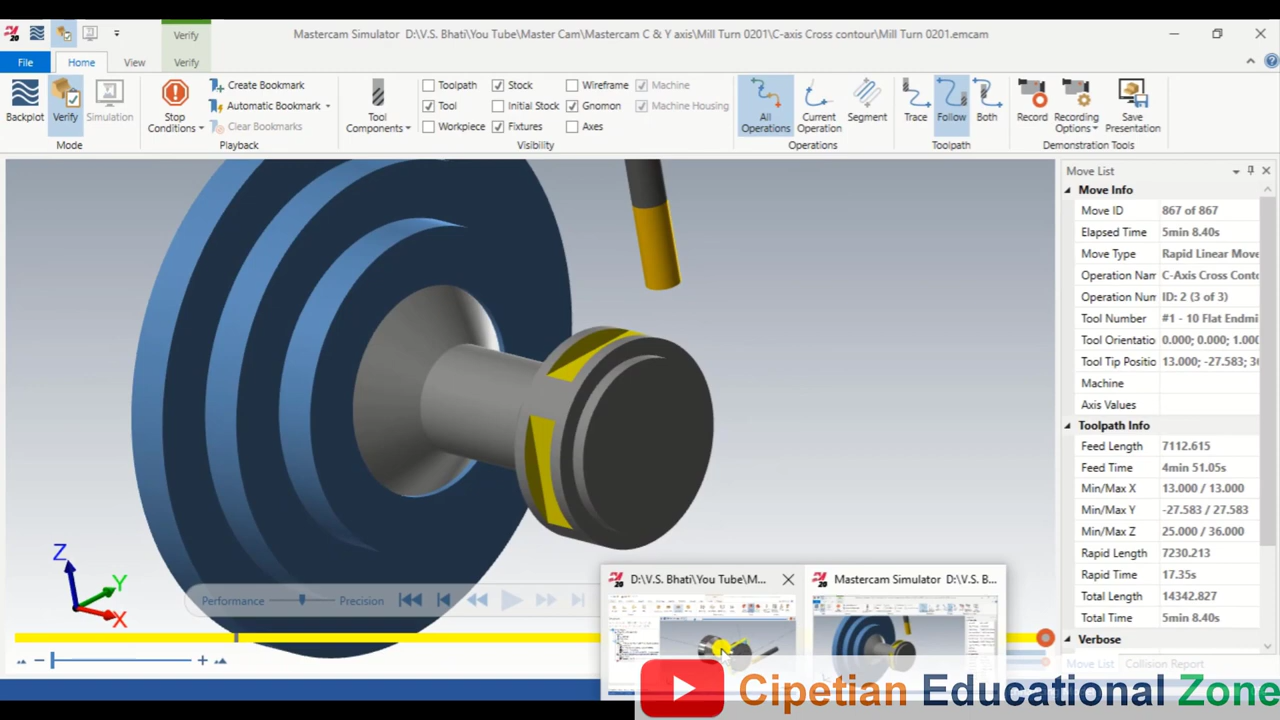 Verify
Mastercam Simulator D:\V.S. Bhati\You Tube\Master Cam\Mastercam C & Y axis\Mill Turn 0201\C-axis Cross contour\Mill Turn 0201.emcam
File Home View Verify
Backplot Verify Simulation
Mode
Stop Conditions
Create Bookmark
Automatic Bookmark
Clear Bookmarks
Playback
Tool Components
Toolpath Stock Wireframe Machine
Tool Initial Stock Gnomon Machine Housing
Workpiece Fixtures Axes
Visibility
All Operations Current Operation Segment
Operations
Trace Follow Both
Toolpath
Record Recording Options Save Presentation
Demonstration Tools
Move List
Move Info
Move ID 867 of 867
Elapsed Time 5min 8.40s
Move Type Rapid Linear Move
Operation Nam C-Axis Cross Conto
Operation Num ID: 2 (3 of 3)
Tool Number #1 - 10 Flat Endmi
Tool Orientatio 0.000; 0.000; 1.000
Tool Tip Positio 13.000; -27.583; 36
Machine
Axis Values
Toolpath Info
Feed Length 7112.615
Feed Time 4min 51.05s
Min/Max X 13.000 / 13.000
Min/Max Y -27.583 / 27.583
Min/Max Z 25.000 / 36.000
Rapid Length 7230.213
Rapid Time 17.35s
Total Length 14342.827
Total Time 5min 8.40s
Verbose
Move List Collision Report
Z
Y
X
Performance Precision
D:\V.S. Bhati\You Tube\M...
Mastercam Simulator D:\V.S. B...
Cipetian Educational Zone